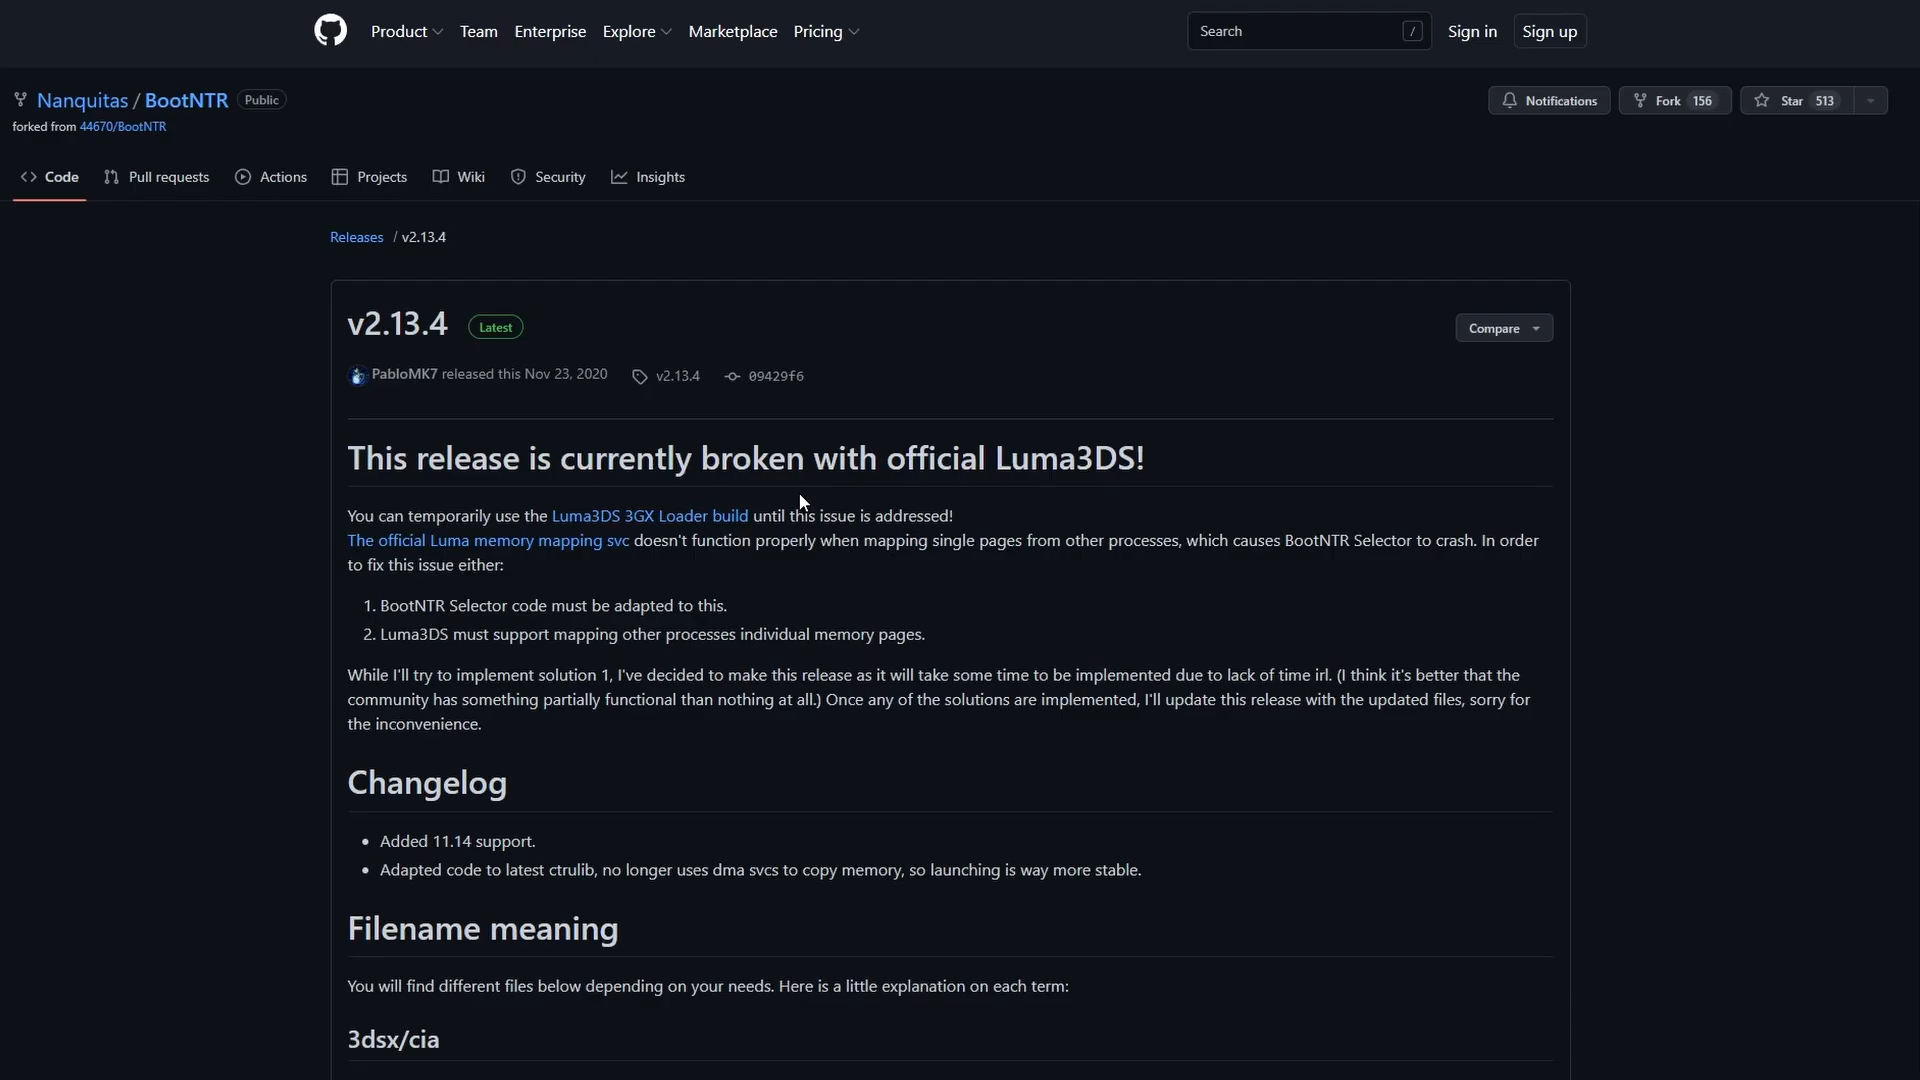 Product Team Enterprise Explore Marketplace Pricing Search / Sign in Sign up
Nanquitas / BootNTR Public Notifications Fork 156 Star 513
forked from 44670/BootNTR
Code Pull requests Actions Projects Wiki Security Insights
Releases / v2.13.4
v2.13.4 Latest Compare
PabloMK7 released this Nov 23, 2020 v2.13.4 09429f6
This release is currently broken with official Luma3DS!
You can temporarily use the Luma3DS 3GX Loader build until this issue is addressed!
The official Luma memory mapping svc doesn't function properly when mapping single pages from other processes, which causes BootNTR Selector to crash. In order
to fix this issue either:
1. BootNTR Selector code must be adapted to this.
2. Luma3DS must support mapping other processes individual memory pages.
While I'll try to implement solution 1, I've decided to make this release as it will take some time to be implemented due to lack of time irl. (I think it's better that the
community has something partially functional than nothing at all.) Once any of the solutions are implemented, I'll update this release with the updated files, sorry for
the inconvenience.
Changelog
• Added 11.14 support.
• Adapted code to latest ctrulib, no longer uses dma svcs to copy memory, so launching is way more stable.
Filename meaning
You will find different files below depending on your needs. Here is a little explanation on each term:
3dsx/cia